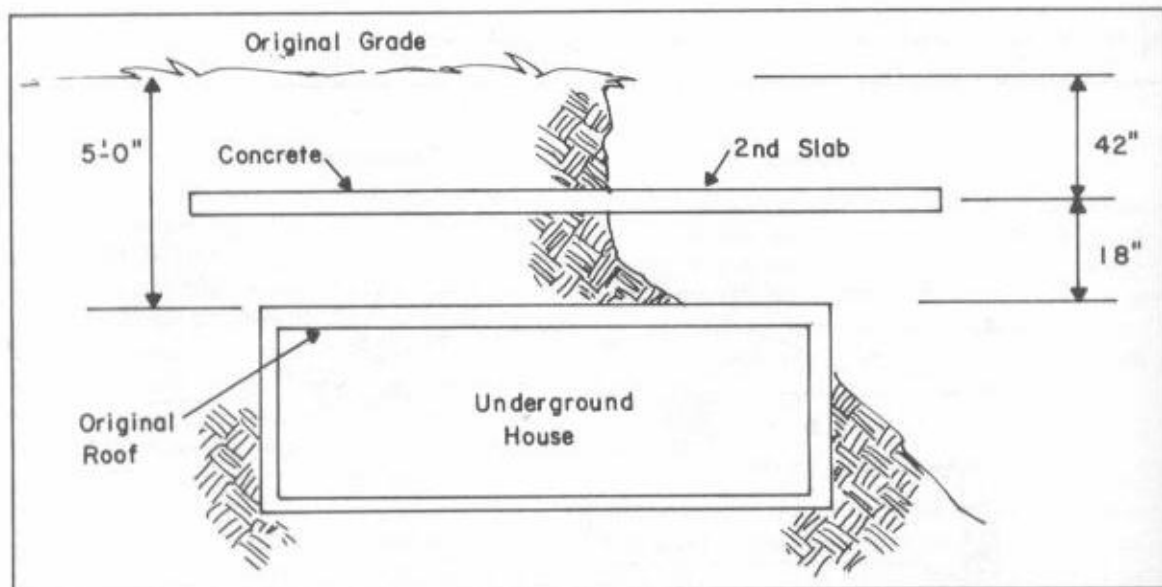 Original Grade
5'-0"
Concrete
2nd Slab
42"
18"
Original
Roof
Underground
House